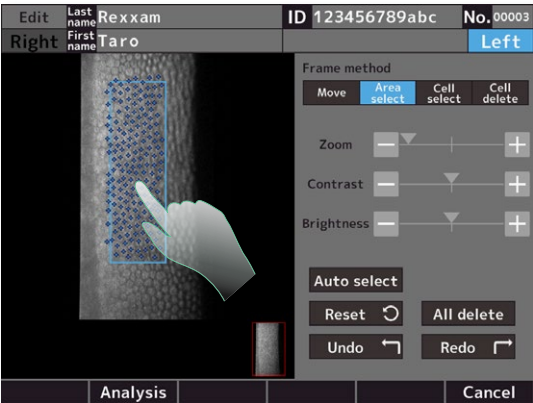 Edit Last name Rexxam ID 123456789abc No. 00003
Right First name Taro Left
Frame method
Move Area select Cell select Cell delete
Zoom
Contrast
Brightness
Auto select
Reset All delete
Undo Redo
Analysis Cancel